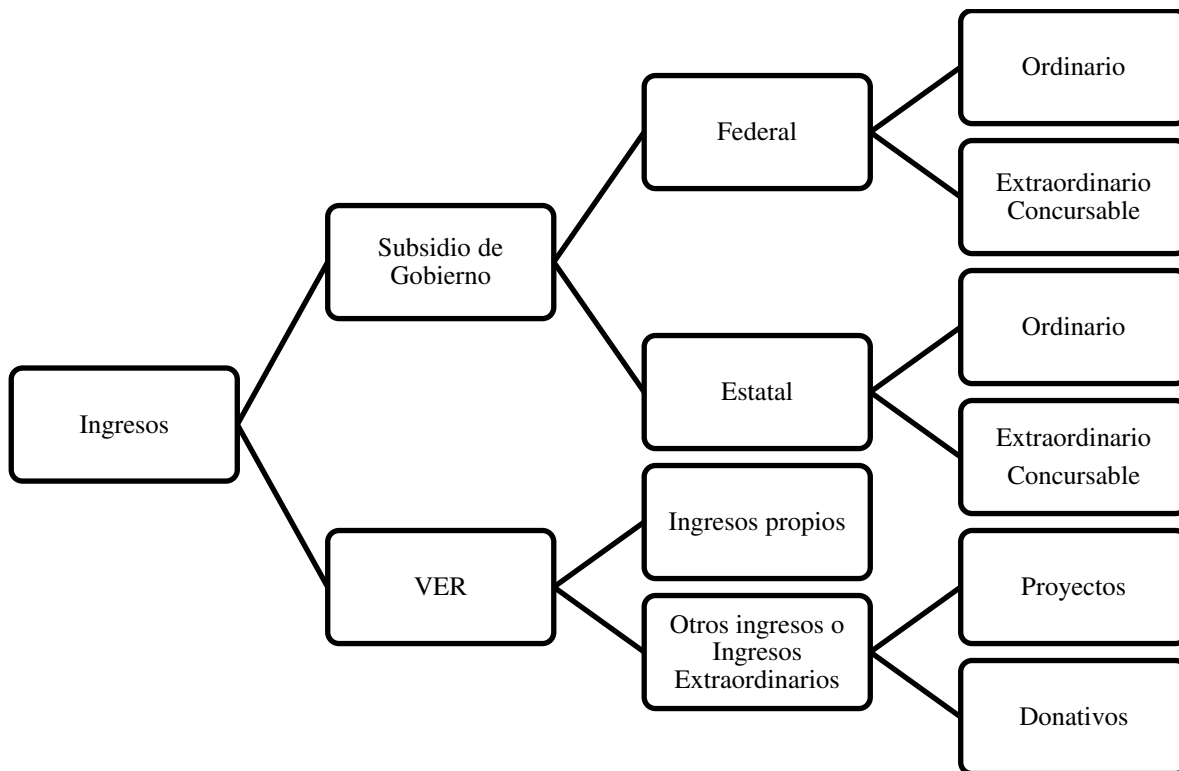 Ingresos
Subsidio de
Gobierno
Federal
Ordinario
Extraordinario
Concursable
Estatal
Ordinario
Extraordinario
Concursable
VER
Ingresos propios
Otros ingresos o
Ingresos
Extraordinarios
Proyectos
Donativos